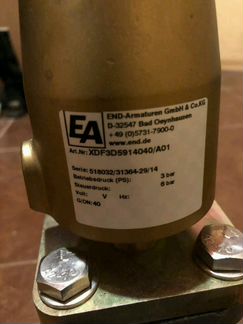 EA
END-Armaturen GmbH & Co.KG
D-32547 Bad Oeynhausen
+49 (0)5731-7900-0
www.end.de
Art.Nr.: XDF3D5914040/A01
Serie: 518032/31364-29/14
Betriebsdruck (PS): 3 bar
Steuerdruck: 6 bar
Volt: V Hz:
G/DN: 40